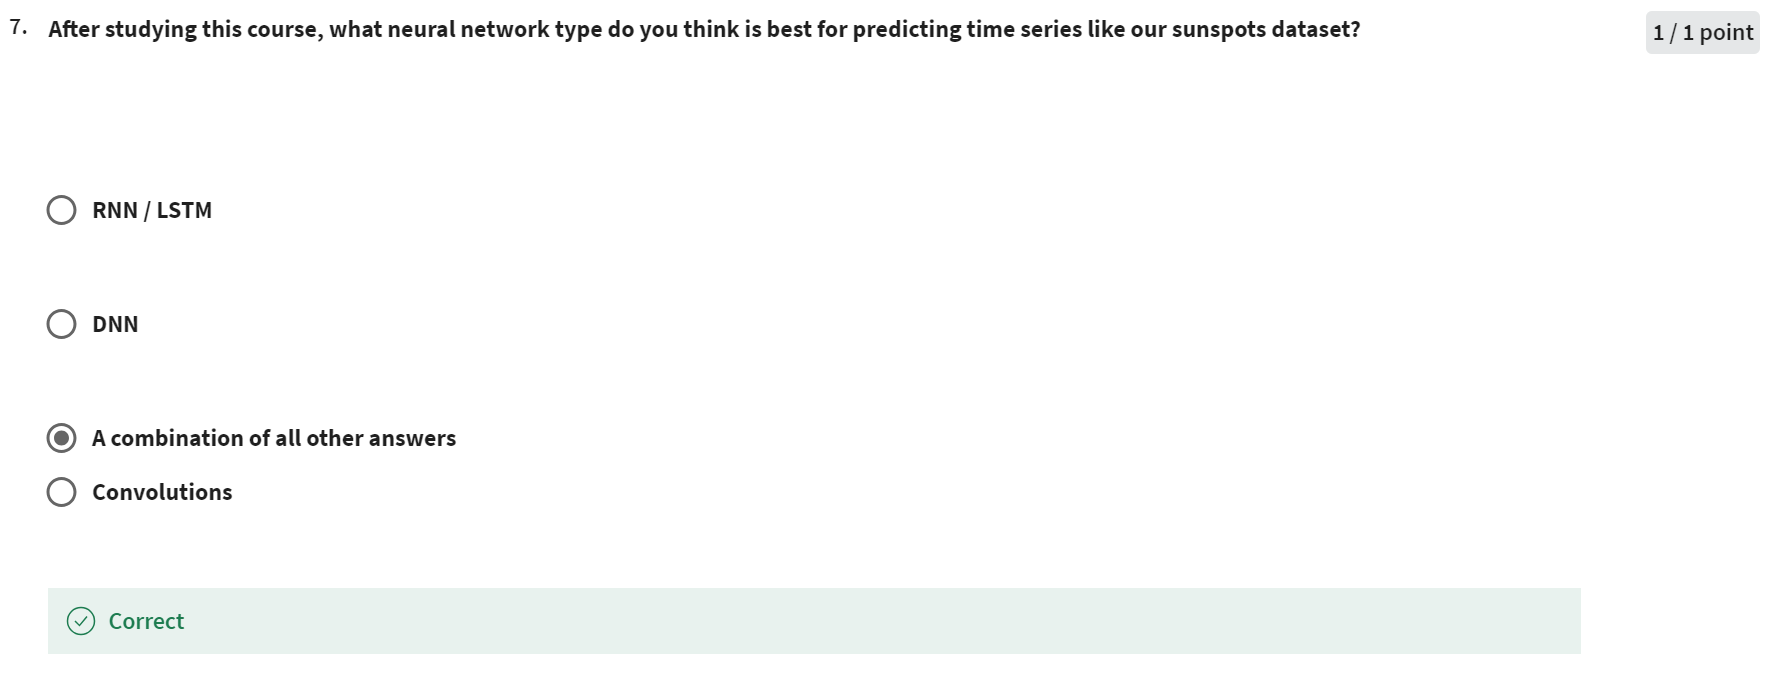 7. After studying this course, what neural network type do you think is best for predicting time series like our sunspots dataset?
1 / 1 point
RNN / LSTM
DNN
A combination of all other answers
Convolutions
Correct